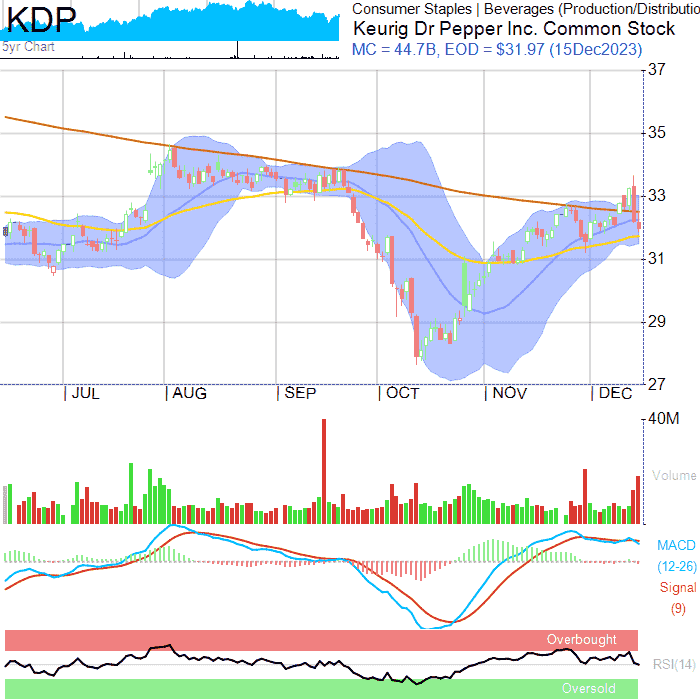 KDP
5yr Chart
Consumer Staples | Beverages (Production/Distributio
Keurig Dr Pepper Inc. Common Stock
MC = 44.7B, EOD = $31.97 (15Dec2023)
37
35
33
31
29
27
| JUL | AUG | SEP | OCT | NOV | DEC
40M
Volume
MACD
(12-26)
Signal
(9)
Overbought
RSI(14)
Oversold